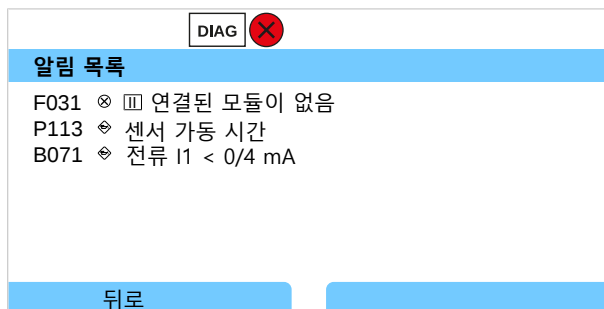 DIAG
알림 목록
F031 ⊗ Ⅲ 연결된 모듈이 없음
P113 센서 가동 시간
B071 전류 I1 < 0/4 mA
뒤로